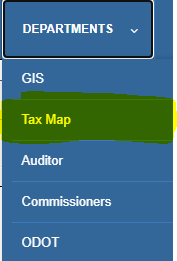 DEPARTMENTS
GIS
Tax Map
Auditor
Commissioners
ODOT